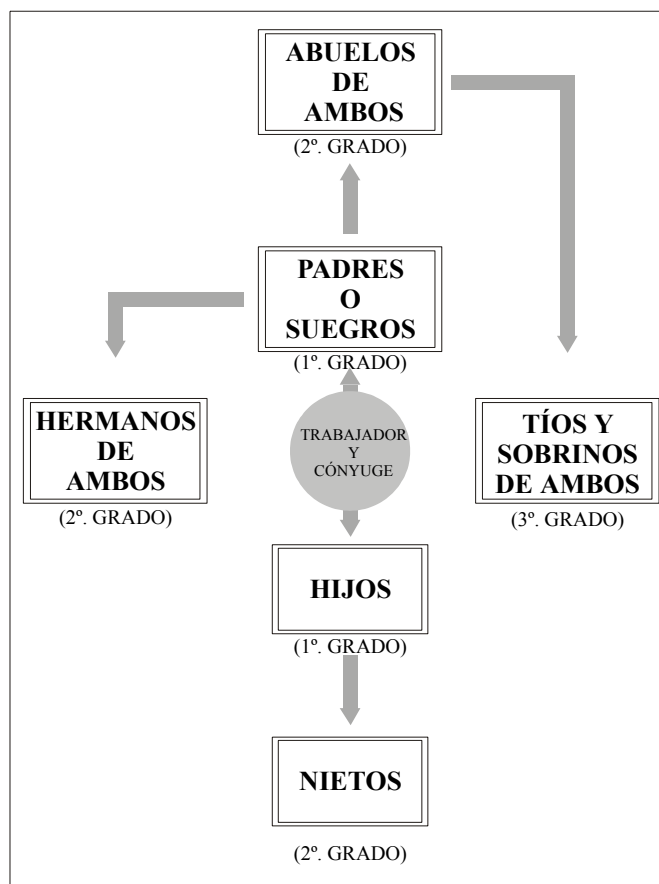 ABUELOS
DE
AMBOS
(2º. GRADO)
PADRES
O
SUEGROS
(1º. GRADO)
HERMANOS
DE
AMBOS
(2º. GRADO)
TRABAJADOR
Y
CÓNYUGE
TÍOS Y
SOBRINOS
DE AMBOS
(3º. GRADO)
HIJOS
(1º. GRADO)
NIETOS
(2º. GRADO)